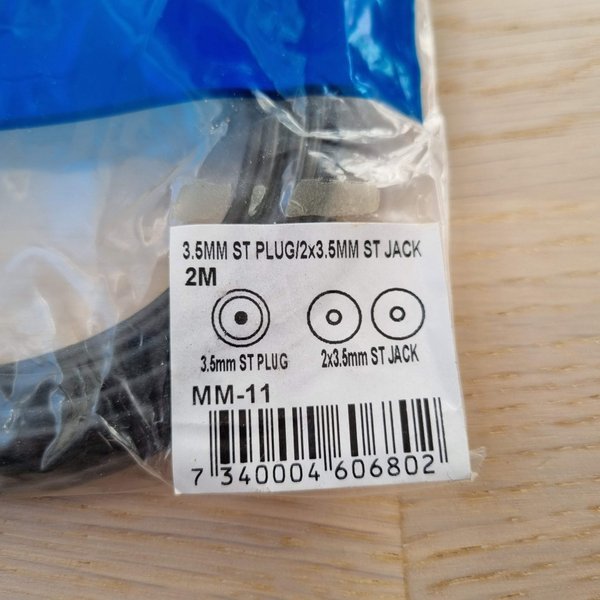 3.5MM ST PLUG/2x3.5MM ST JACK
2M
3.5mm ST PLUG 2x3.5mm ST JACK
MM-11
7 340004 606802